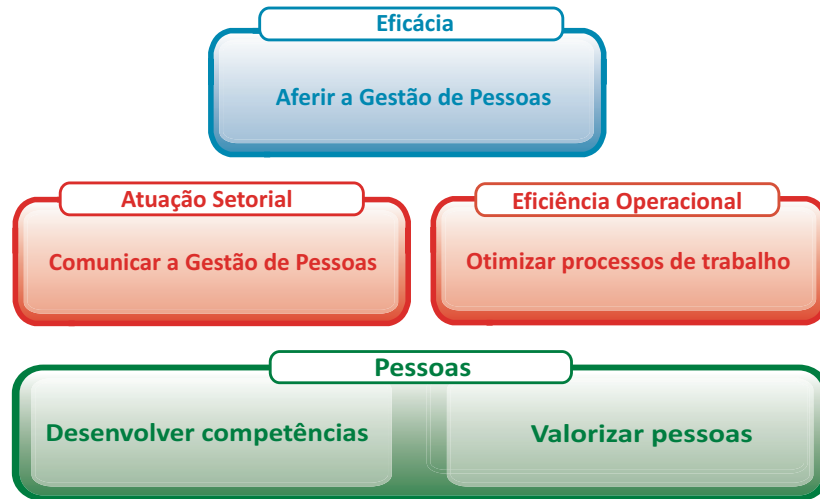 Eficácia
Aferir a Gestão de Pessoas
Atuação Setorial
Comunicar a Gestão de Pessoas
Eficiência Operacional
Otimizar processos de trabalho
Pessoas
Desenvolver competências
Valorizar pessoas